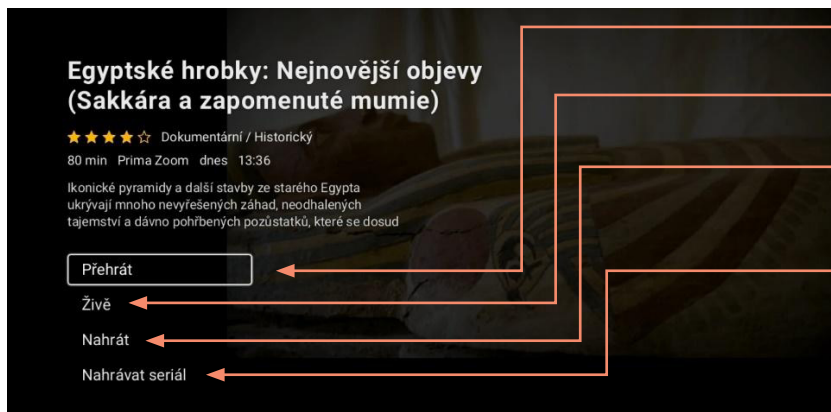 Egyptské hrobky: Nejnovější objevy
(Sakkára a zapomenuté mumie)
Dokumentární / Historický
80 min Prima Zoom dnes 13:36
Ikonické pyramidy a další stavby ze starého Egypta
ukrývají mnoho nevyřešených záhad, neodhalených
tajemství a dávno pohřbených pozůstatků, které se dosud
Přehrát
Živě
Nahrát
Nahrávat seriál